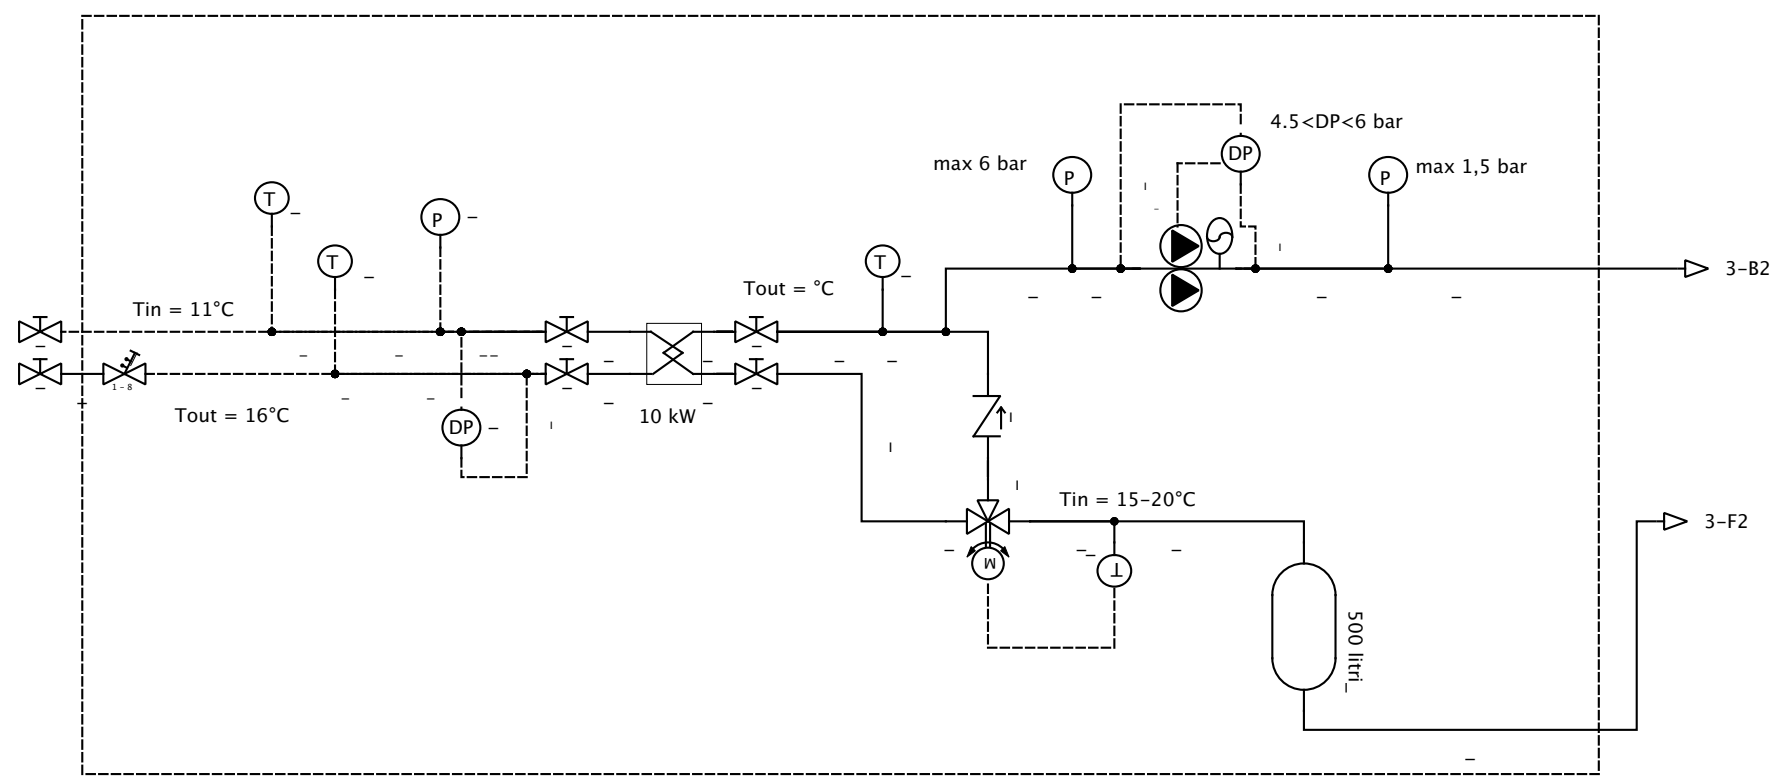 4.5<DP<6 bar
DP
max 6 bar
max 1,5 bar
P
P
T
P
T
T
3-B2
Tout = °C
Tin = 11°C
1-8
Tout = 16°C
10 kW
DP
Tin = 15-20°C
3-F2
M
T
500 litri_